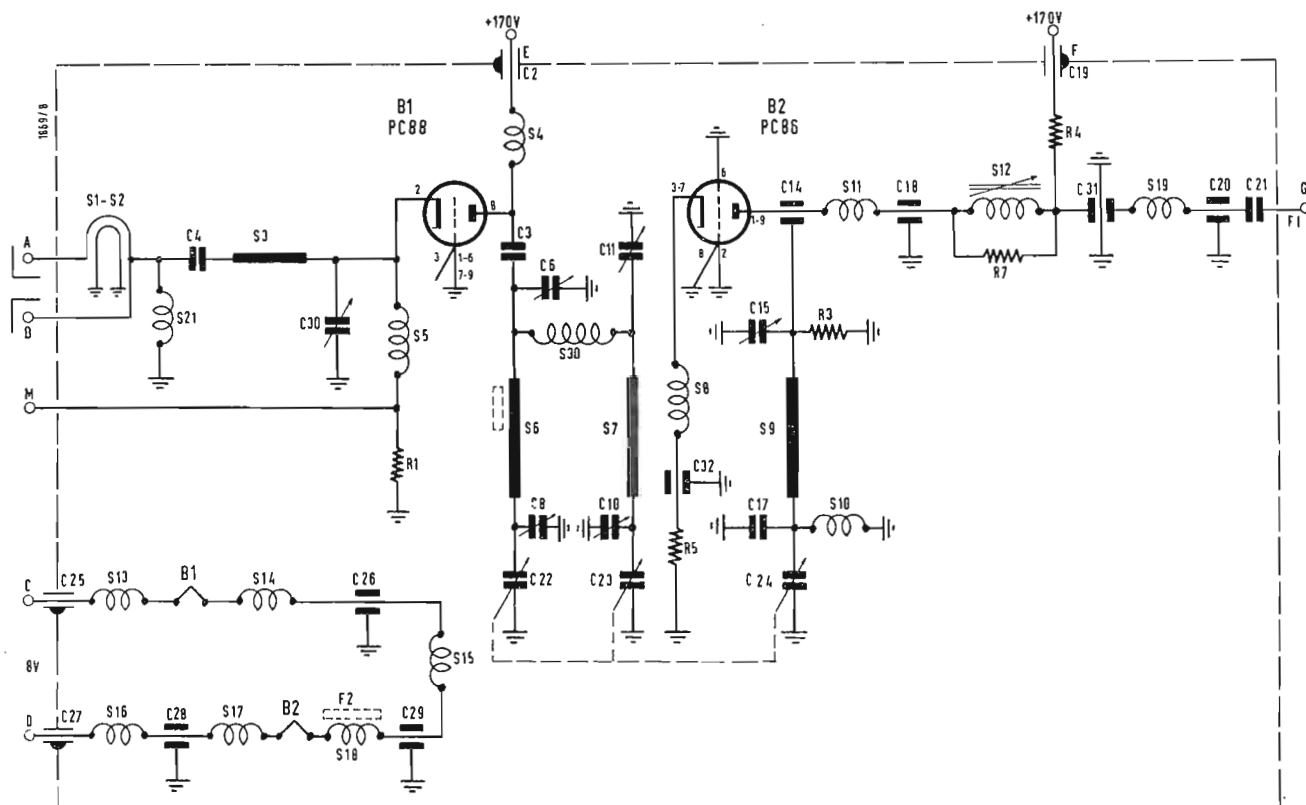 +170V
+170V
E
C2
F
C19
1669/8
B1
PC88
B2
PC86
S4
R4
2
8
3
1-6
7-9
3-7
6
1-9
8
2
C14
S11
C18
S12
R7
C31
S19
C20
C21
G
FI
S1-S2
A
B
C4
S3
S21
C30
S5
C3
C6
C11
S30
C15
R3
M
R1
S6
S7
S8
S9
C32
C8
C10
C17
S10
R5
C22
C23
C24
C
C25
S13
B1
S14
C26
S15
8V
D
C27
S16
C28
S17
B2
F2
S18
C29